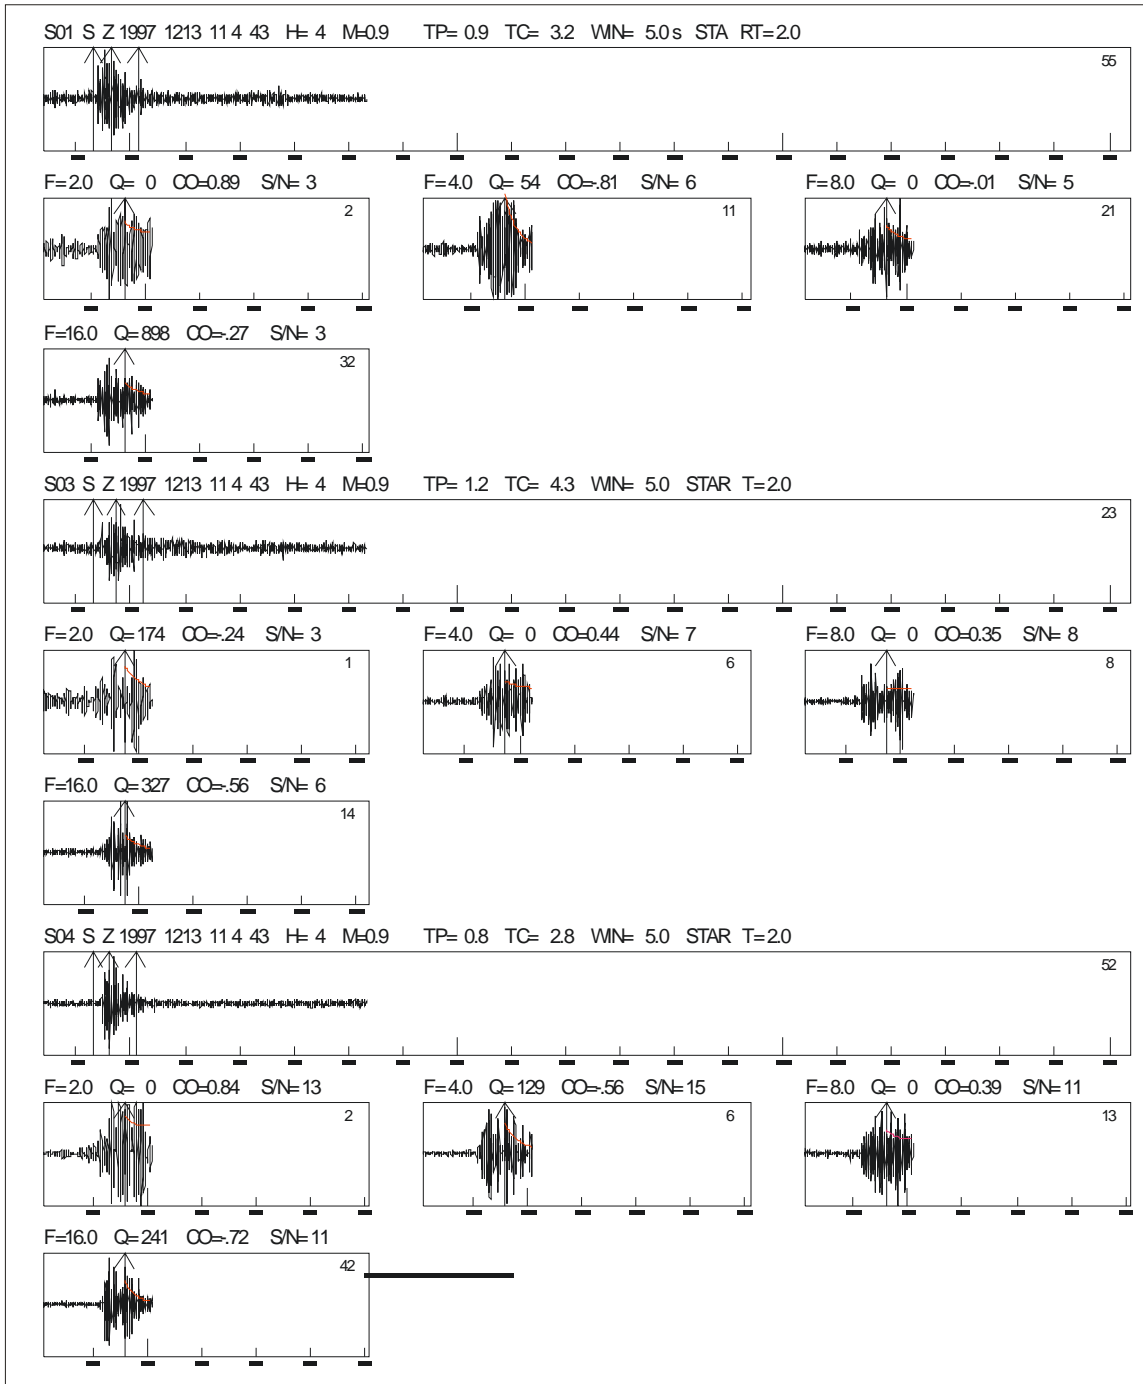 S01 S Z 1997 1213 11 4 43 H= 4 M=0.9 TP= 0.9 TC= 3.2 WIN= 5.0 s STA RT= 2.0
55
F= 2.0 Q= 0 CO=0.89 S/N= 3
2
F= 4.0 Q= 54 CO=-.81 S/N= 6
11
F= 8.0 Q= 0 CO=-.01 S/N= 5
21
F=16.0 Q= 898 CO=-.27 S/N= 3
32
S03 S Z 1997 1213 11 4 43 H= 4 M=0.9 TP= 1.2 TC= 4.3 WIN= 5.0 STAR T= 2.0
23
F= 2.0 Q= 174 CO=-.24 S/N= 3
1
F= 4.0 Q= 0 CO=0.44 S/N= 7
6
F= 8.0 Q= 0 CO=0.35 S/N= 8
8
F=16.0 Q= 327 CO=-.56 S/N= 6
14
S04 S Z 1997 1213 11 4 43 H= 4 M=0.9 TP= 0.8 TC= 2.8 WIN= 5.0 STAR T= 2.0
52
F= 2.0 Q= 0 CO=0.84 S/N= 13
2
F= 4.0 Q= 129 CO=-.56 S/N= 15
6
F= 8.0 Q= 0 CO=0.39 S/N= 11
13
F=16.0 Q= 241 CO=-.72 S/N= 11
42